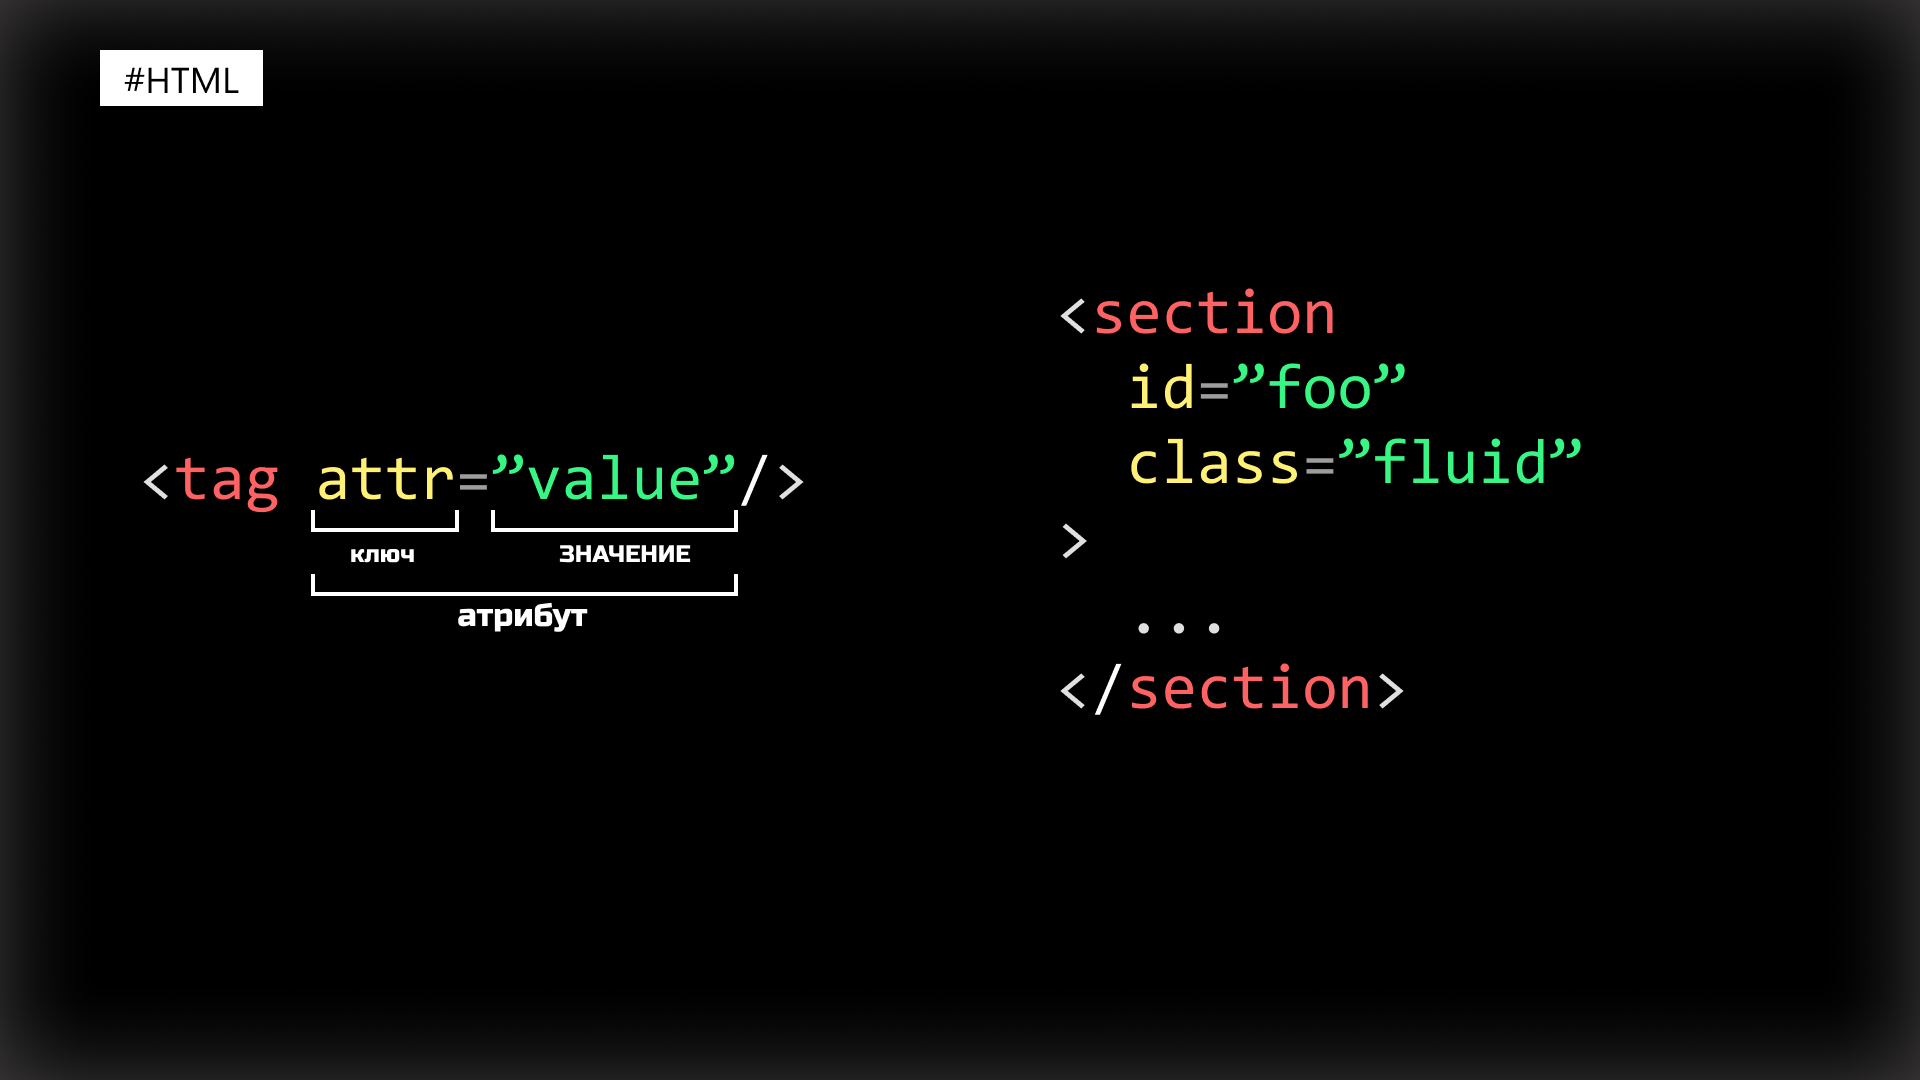 #HTML
<tag attr=”value”/>
ключ
ЗНАЧЕНИЕ
атрибут
<section
id=”foo”
class=”fluid”
>
...
</section>